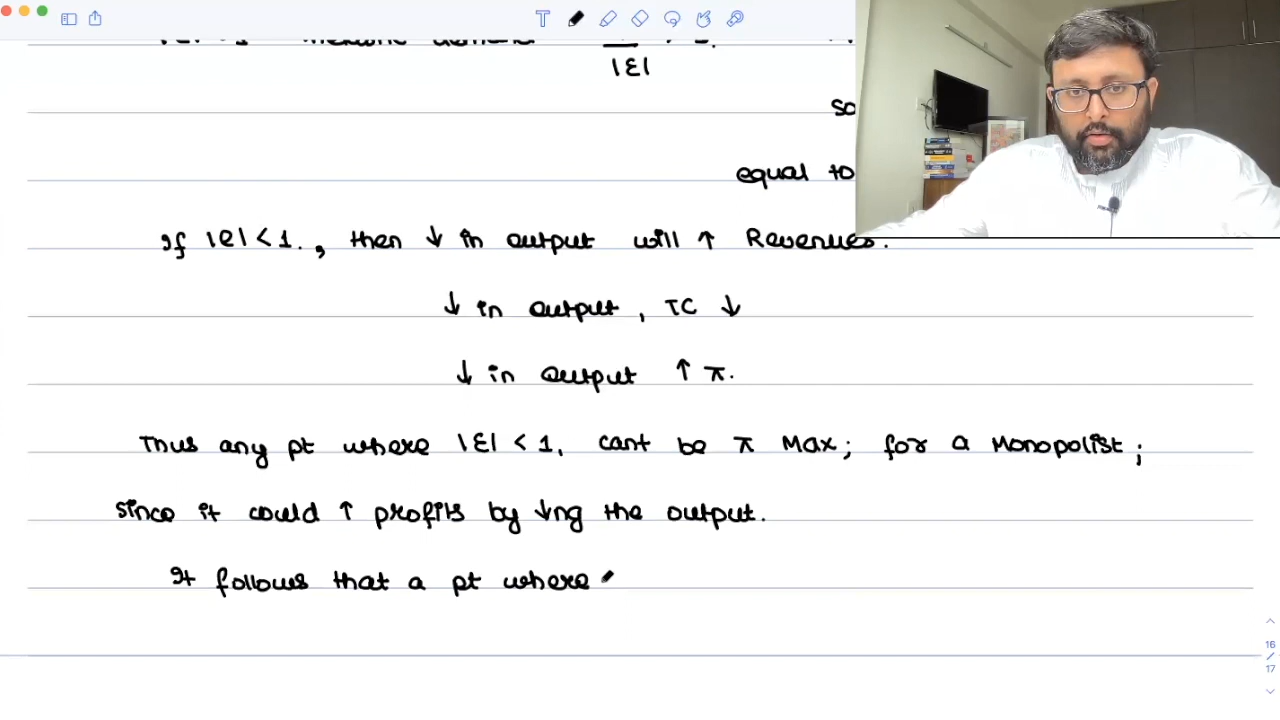 |Ɛ|
so
equal to
If |e| < 1., then ↓ in output will ↑ Revenues.
↓ in output, TC ↓
↓ in output ↑ π.
Thus any pt where |Ɛ| < 1, cant be π Max; for a Monopolist;
since it could ↑ profits by ↓ng the output.
It follows that a pt where
16
/
17